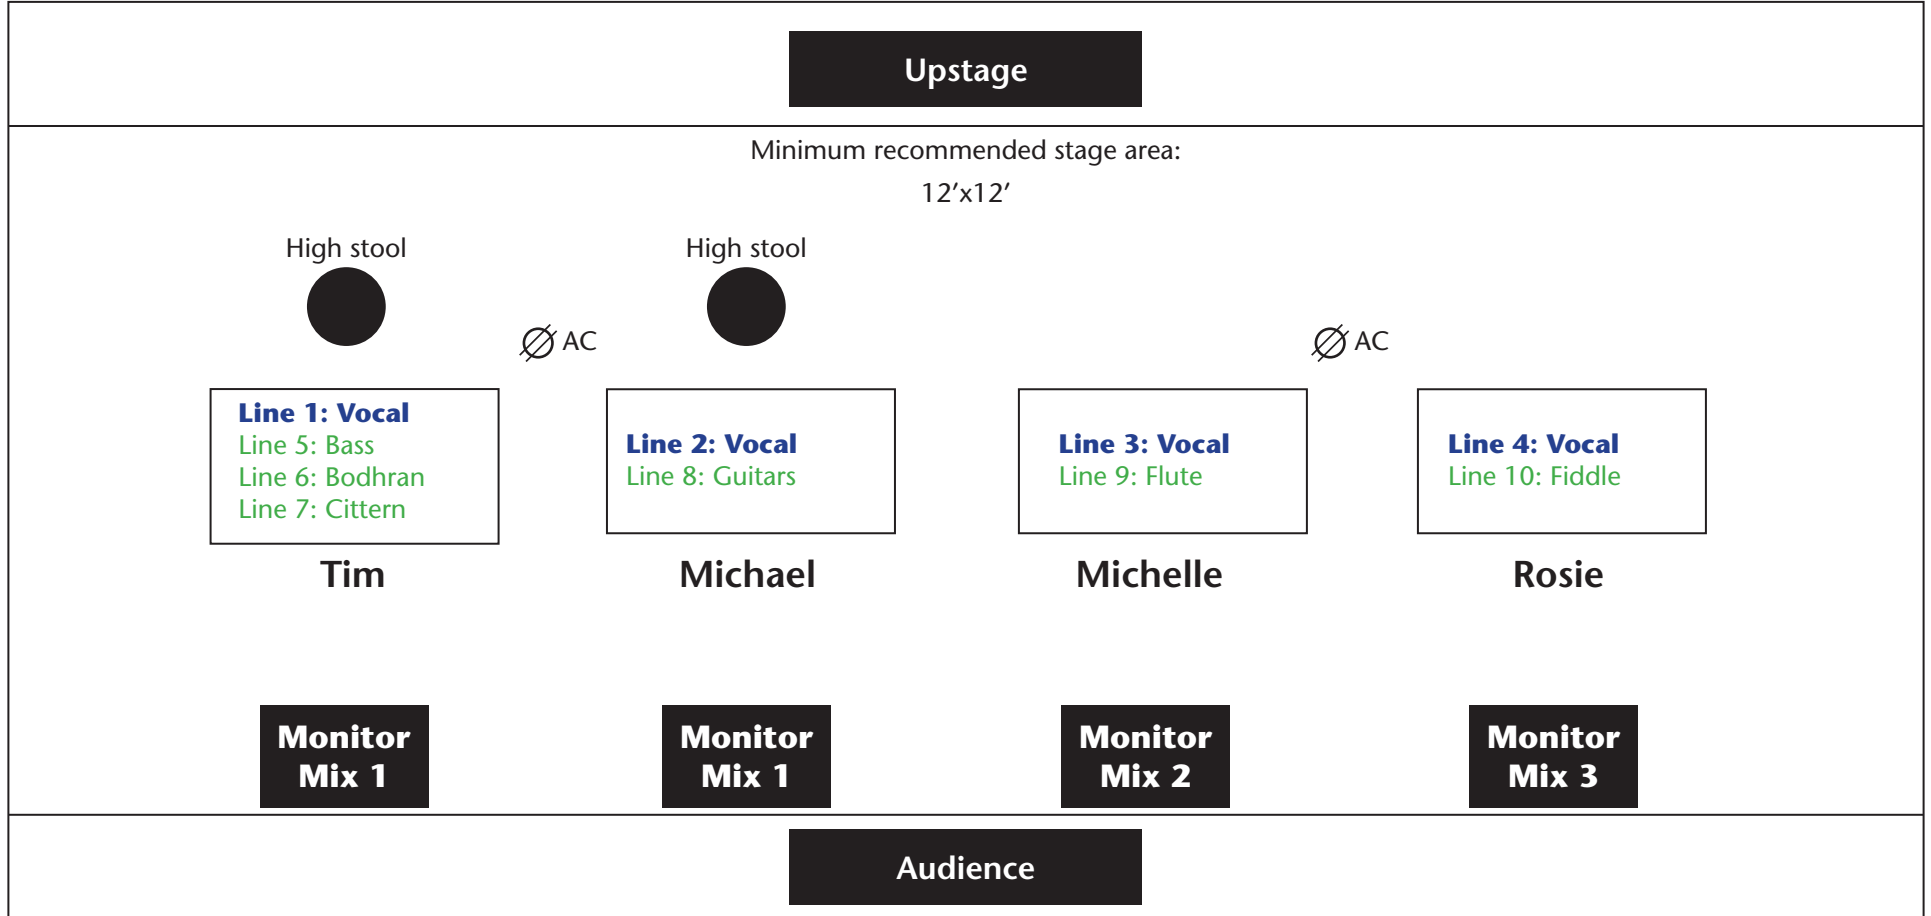 Upstage
Minimum recommended stage area:
12′x12′
High stool
High stool
AC
AC
Line 1: Vocal
Line 5: Bass
Line 6: Bodhran
Line 7: Cittern
Line 2: Vocal
Line 8: Guitars
Line 3: Vocal
Line 9: Flute
Line 4: Vocal
Line 10: Fiddle
Tim
Michael
Michelle
Rosie
Monitor
Mix 1
Monitor
Mix 1
Monitor
Mix 2
Monitor
Mix 3
Audience